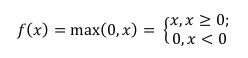 f(x) = max(0, x) = { x, x ≥ 0;
0, x < 0